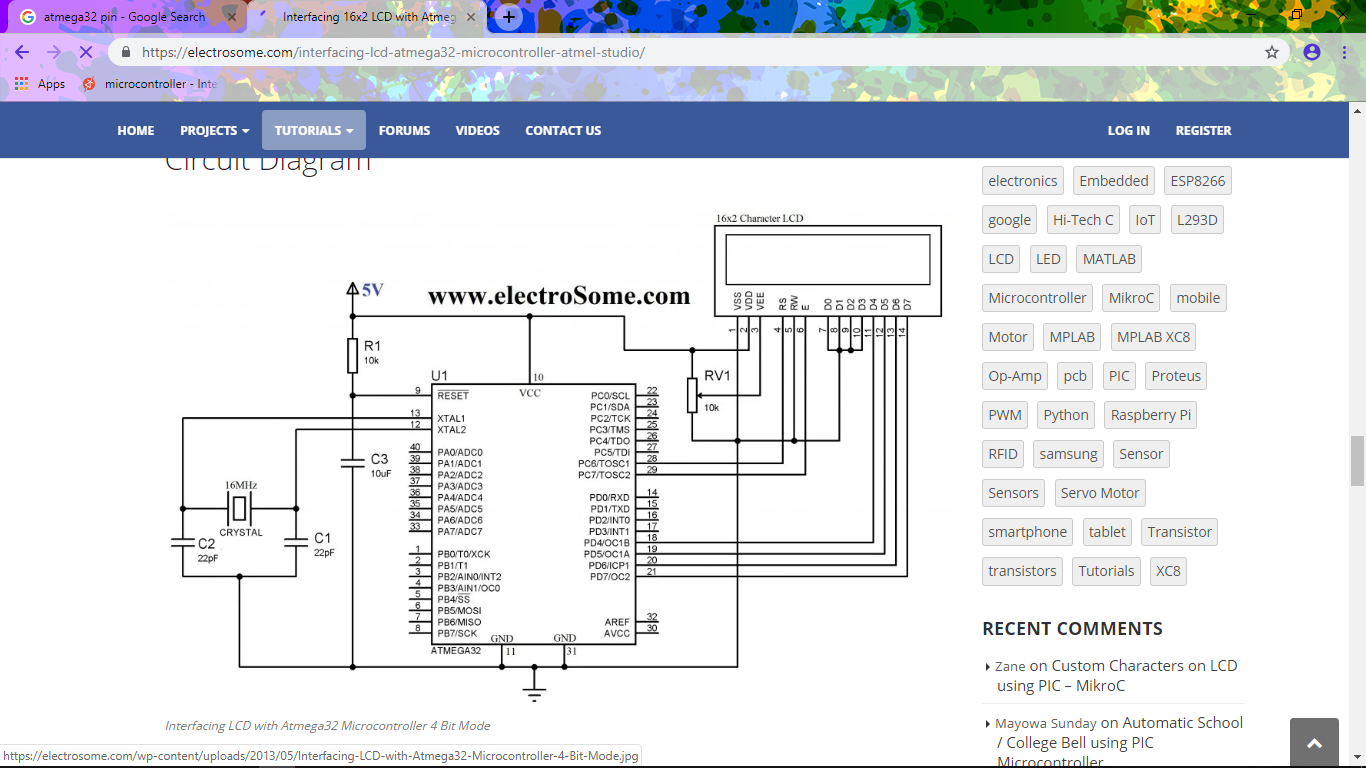 atmega32 pin - Google Search
Interfacing 16x2 LCD with Atmeg
https://electrosome.com/interfacing-lcd-atmega32-microcontroller-atmel-studio/
Apps
microcontroller - Inte
HOME PROJECTS TUTORIALS FORUMS VIDEOS CONTACT US LOG IN REGISTER
Circuit Diagram
16x2 Character LCD
VSS VDD VEE RS RW E D0 D1 D2 D3 D4 D5 D6 D7
1 2 3 4 5 6 7 8 9 10 11 12 13 14
5V
www.electroSome.com
R1
10k
RV1
10k
U1
10
VCC
9 RESET
13 XTAL1
12 XTAL2
40 PA0/ADC0
39 PA1/ADC1
38 PA2/ADC2
37 PA3/ADC3
36 PA4/ADC4
35 PA5/ADC5
34 PA6/ADC6
33 PA7/ADC7
1 PB0/T0/XCK
2 PB1/T1
3 PB2/AIN0/INT2
4 PB3/AIN1/OC0
5 PB4/SS
6 PB5/MOSI
7 PB6/MISO
8 PB7/SCK
PC0/SCL 22
PC1/SDA 23
PC2/TCK 24
PC3/TMS 25
PC4/TDO 26
PC5/TDI 27
PC6/TOSC1 28
PC7/TOSC2 29
PD0/RXD 14
PD1/TXD 15
PD2/INT0 16
PD3/INT1 17
PD4/OC1B 18
PD5/OC1A 19
PD6/ICP1 20
PD7/OC2 21
AREF 32
AVCC 30
GND GND
11 31
ATMEGA32
C3
10uF
16MHz
CRYSTAL
C2
22pF
C1
22pF
Interfacing LCD with Atmega32 Microcontroller 4 Bit Mode
electronics Embedded ESP8266
google Hi-Tech C IoT L293D
LCD LED MATLAB
Microcontroller MikroC mobile
Motor MPLAB MPLAB XC8
Op-Amp pcb PIC Proteus
PWM Python Raspberry Pi
RFID samsung Sensor
Sensors Servo Motor
smartphone tablet Transistor
transistors Tutorials XC8
RECENT COMMENTS
Zane on Custom Characters on LCD
using PIC – MikroC
Mayowa Sunday on Automatic School
/ College Bell using PIC
Microcontroller
https://electrosome.com/wp-content/uploads/2013/05/Interfacing-LCD-with-Atmega32-Microcontroller-4-Bit-Mode.jpg